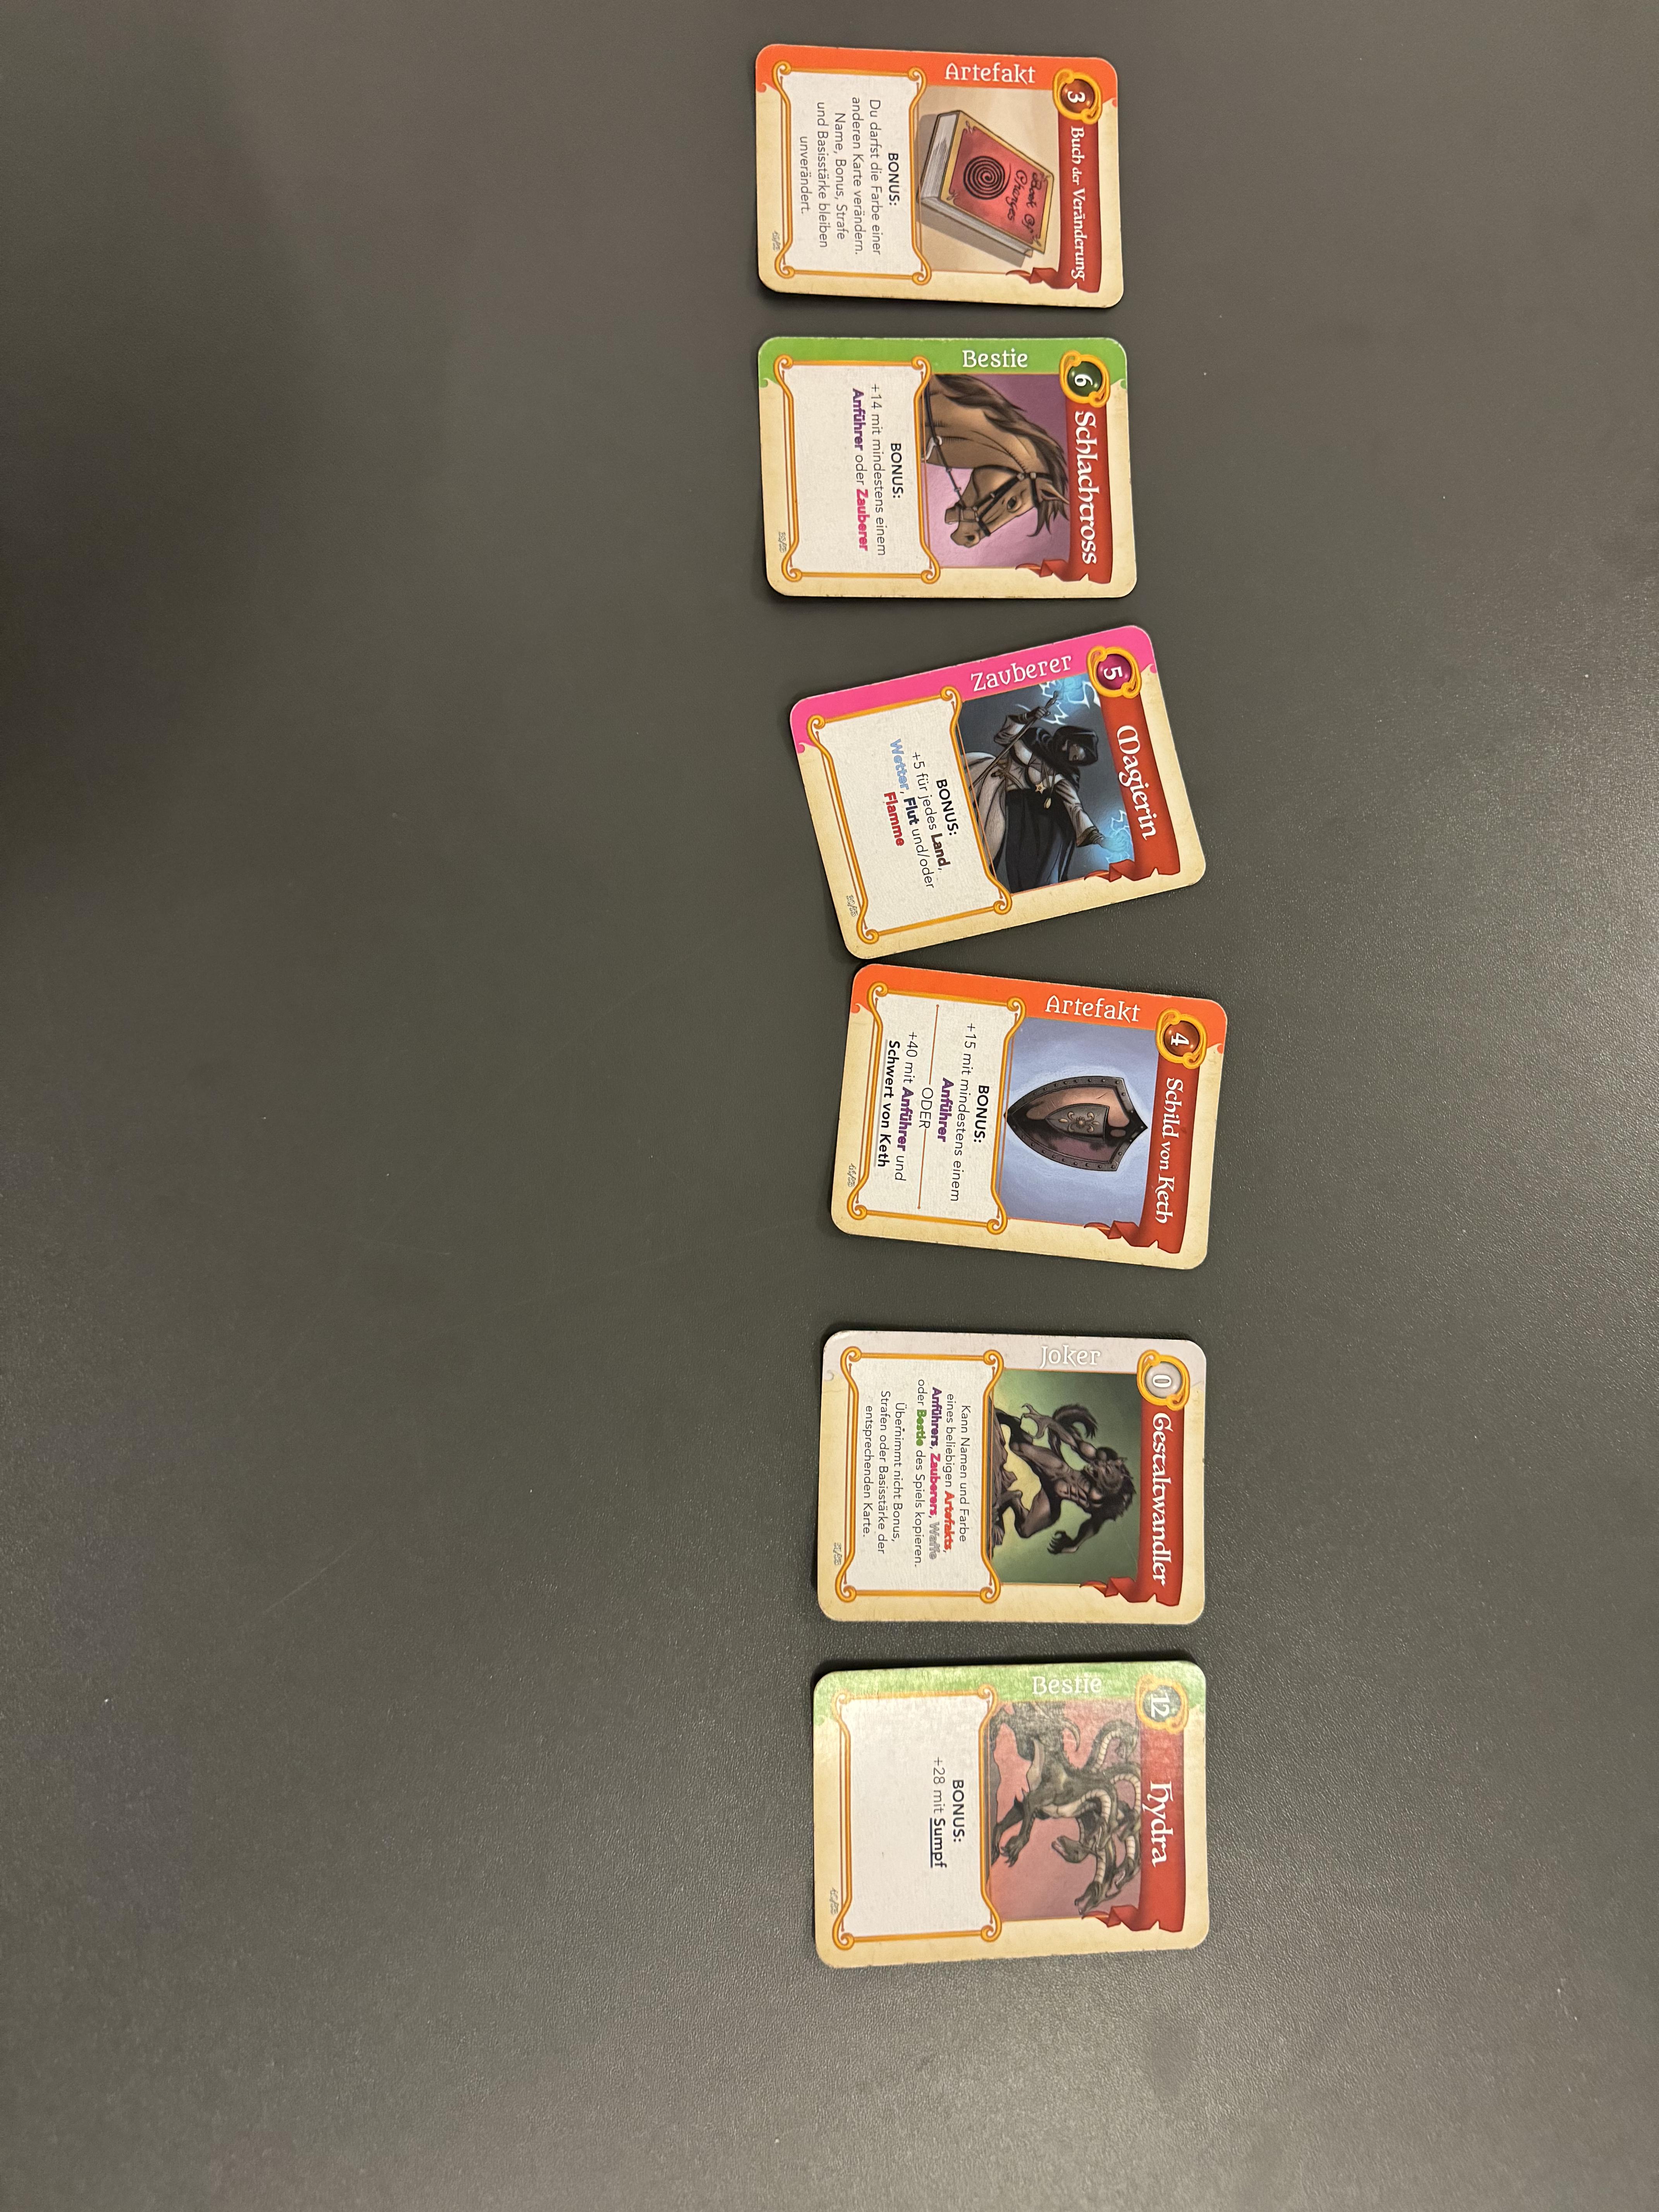 3
Buch der Veränderung
Artefakt
Book of
Changes
BONUS:
Du darfst die Farbe einer
anderen Karte verändern.
Name, Bonus, Strafe
und Basisstärke bleiben
unverändert.
6
Schlachtross
Bestie
BONUS:
+14 mit mindestens einem
Anführer oder Zauberer
5
Magierin
Zauberer
BONUS:
+5 für jedes Land,
Wetter, Flut und/oder
Flamme
4
Schild von Keth
Artefakt
BONUS:
+15 mit mindestens einem
Anführer
ODER
+40 mit Anführer und
Schwert von Keth
0
Gestaltwandler
Joker
Kann Namen und Farbe
eines beliebigen Artefakts,
Anführers, Zauberers, Waffe
oder Bestie des Spiels kopieren.
Übernimmt nicht Bonus,
Strafen oder Basisstärke der
entsprechenden Karte.
12
Hydra
Bestie
BONUS:
+28 mit Sumpf